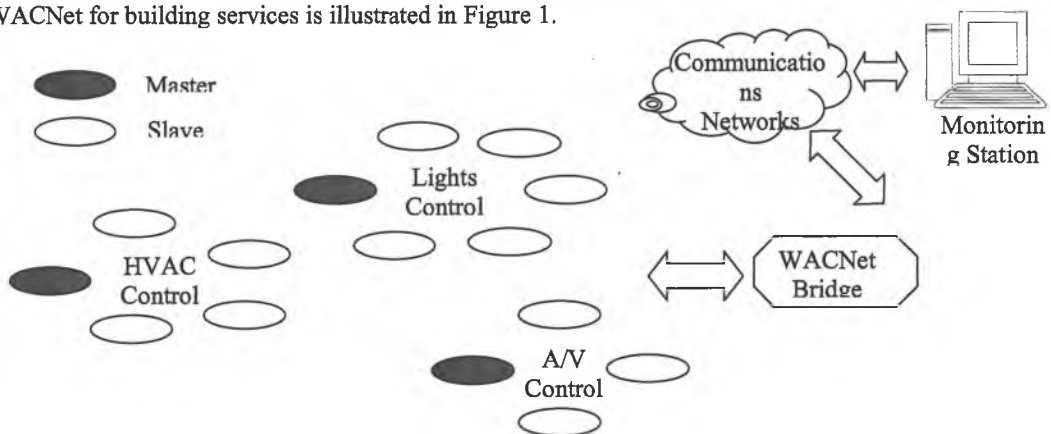 WACNet for building services is illustrated in Figure 1.
Master
Slave
Communicatio
ns
Networks
Monitorin
g Station
Lights
Control
HVAC
Control
WACNet
Bridge
A/V
Control